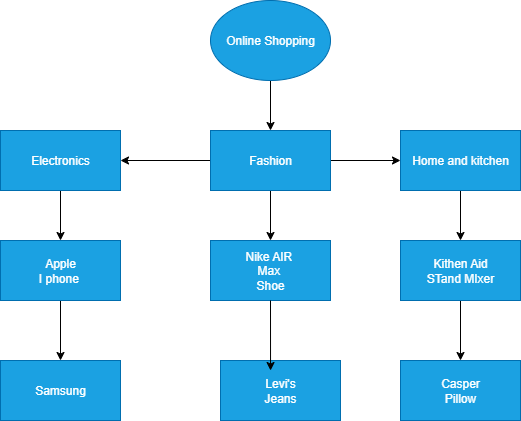 Online Shopping
Electronics
Fashion
Home and kitchen
Apple
I phone
Nike AIR
Max
Shoe
Kithen Aid
STand MIxer
Samsung
Levi's
Jeans
Casper
Pillow